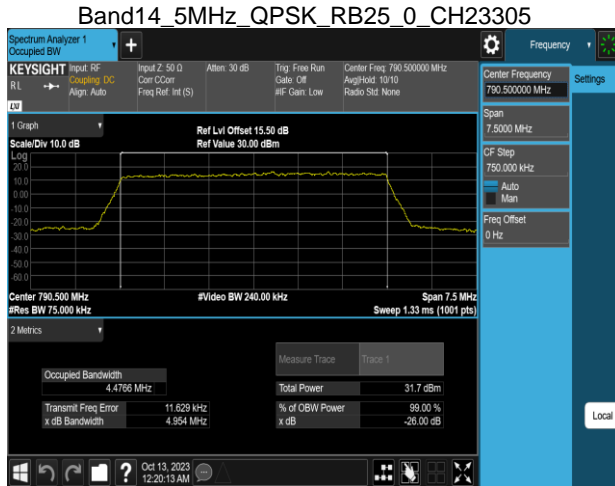 Band14_5MHz_QPSK_RB25_0_CH23305
Spectrum Analyzer 1
Occupied BW
+
Frequency
KEYSIGHT
RL
LXI
Input: RF
Coupling: DC
Align: Auto
Input Z: 50 Ω
Corr CCorr
Freq Ref: Int (S)
Atten: 30 dB
Trig: Free Run
Gate: Off
#IF Gain: Low
Center Freq: 790.500000 MHz
Avg|Hold: 10/10
Radio Std: None
Center Frequency
790.500000 MHz
Settings
Span
7.5000 MHz
CF Step
750.000 kHz
Auto
Man
Freq Offset
0 Hz
Local
1 Graph
Scale/Div 10.0 dB
Ref Lvl Offset 15.50 dB
Ref Value 30.00 dBm
Log
20.0
10.0
0.00
-10.0
-20.0
-30.0
-40.0
-50.0
-60.0
Center 790.500 MHz
#Video BW 240.00 kHz
Span 7.5 MHz
#Res BW 75.000 kHz
Sweep 1.33 ms (1001 pts)
2 Metrics
Measure Trace
Trace 1
Occupied Bandwidth
4.4766 MHz
Total Power
31.7 dBm
Transmit Freq Error
11.629 kHz
% of OBW Power
99.00 %
x dB Bandwidth
4.954 MHz
x dB
-26.00 dB
?
Oct 13, 2023
12:20:13 AM